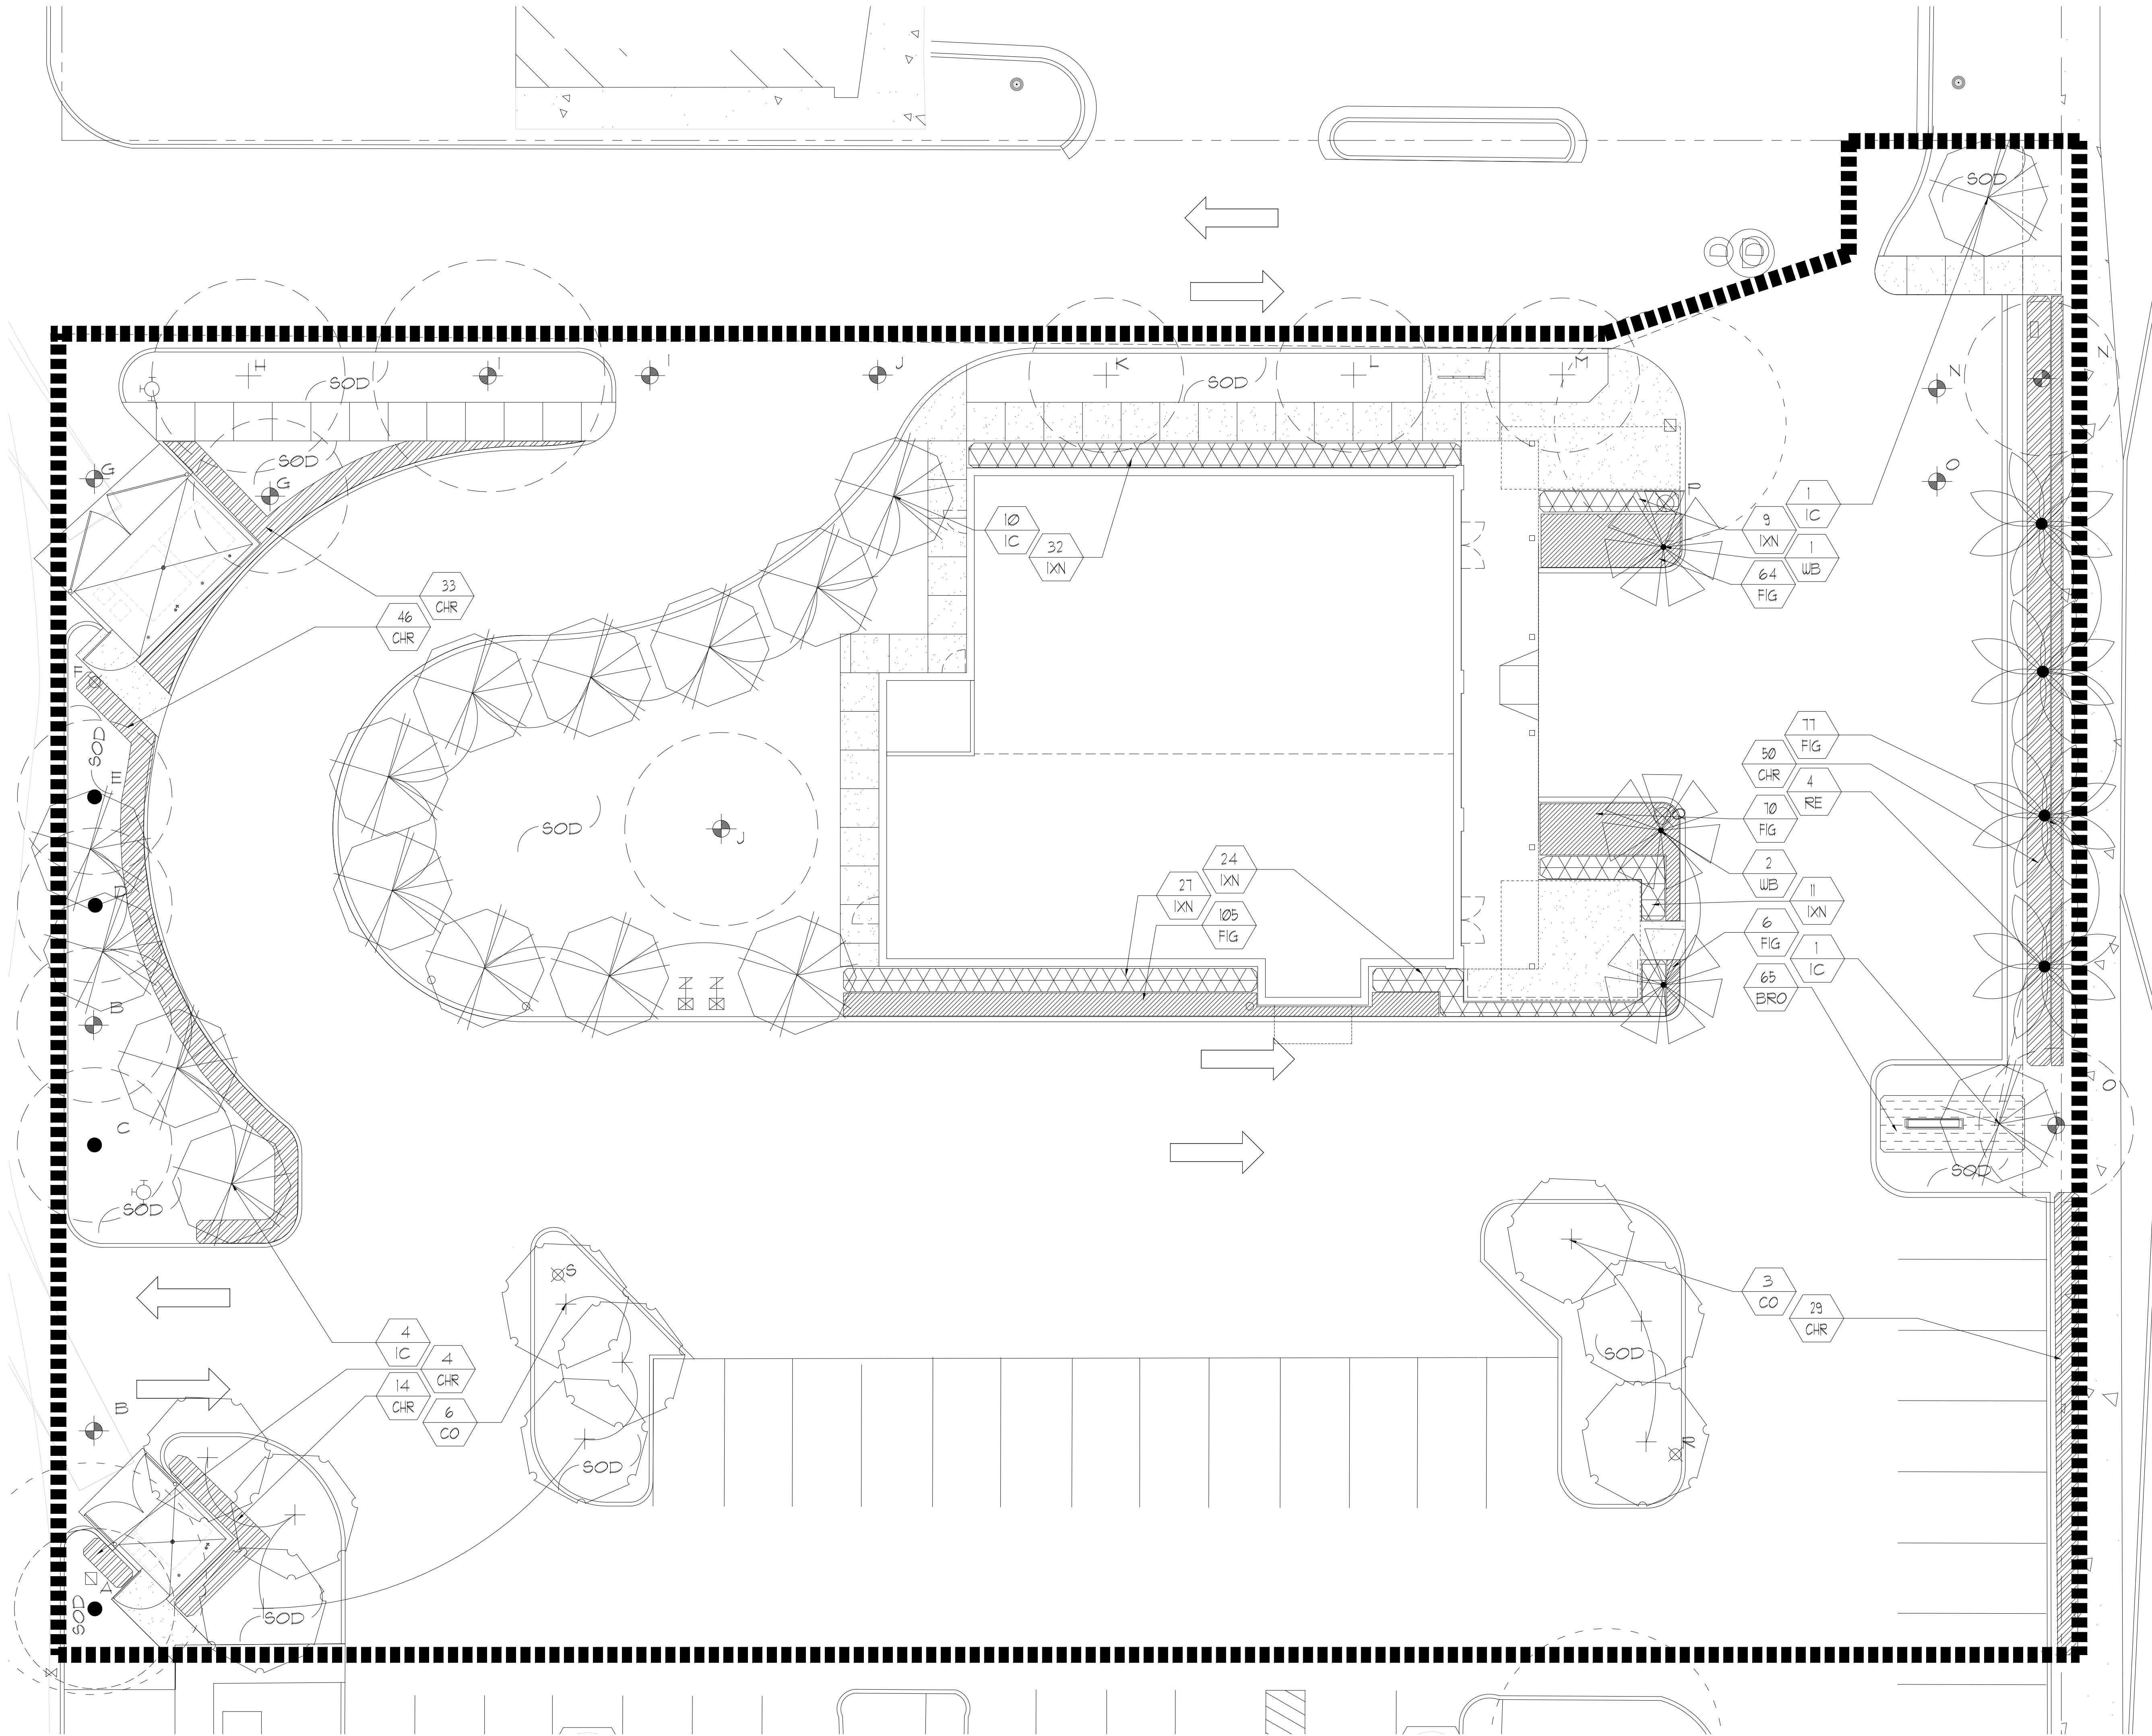 SOD
D
D
H
SOD
I
I
J
K
SOD
L
M
N
N
G
SOD
G
O
10
IC
32
IXN
1
IC
9
IXN
1
WB
64
FIG
33
CHR
46
CHR
F
SOD
E
77
FIG
50
CHR
4
RE
70
FIG
SOD
J
D
24
IXN
27
IXN
105
FIG
2
WB
11
IXN
6
FIG
1
IC
65
BRO
Q
B
C
O
SOD
SOD
S
3
CO
29
CHR
4
IC
4
CHR
14
CHR
6
CO
SOD
B
SOD
R
A
SOD
SOD